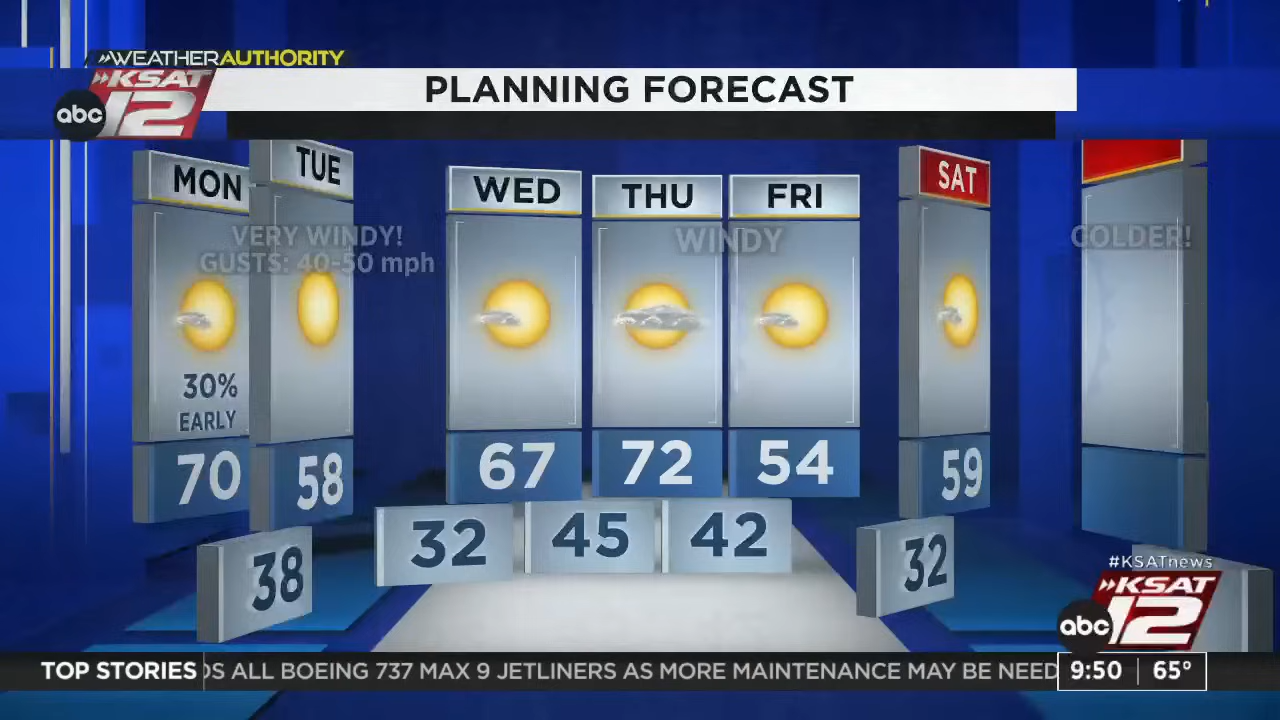 »WEATHERAUTHORITY
»KSAT
abc 12
PLANNING FORECAST
MON
TUE
WED
THU
FRI
SAT
VERY WINDY!
GUSTS: 40-50 mph
WINDY
COLDER!
30%
EARLY
70
58
67
72
54
59
38
32
45
42
32
#KSATnews
»KSAT
abc 12
TOP STORIES
S ALL BOEING 737 MAX 9 JETLINERS AS MORE MAINTENANCE MAY BE NEED
9:50
65°